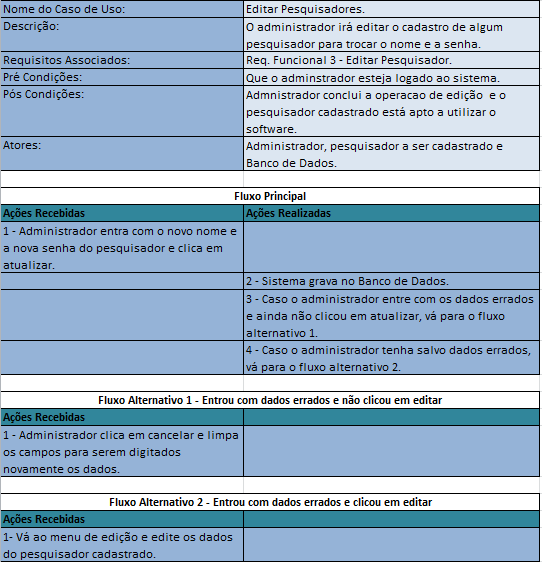 Nome do Caso de Uso: Editar Pesquisadores.
Descrição: O administrador irá editar o cadastro de algum
pesquisador para trocar o nome e a senha.
Requisitos Associados: Req. Funcional 3 - Editar Pesquisador.
Pré Condições: Que o adminstrador esteja logado ao sistema.
Pós Condições: Admnistrador conclui a operacao de edição e o
pesquisador cadastrado está apto a utilizar o
software.
Atores: Administrador, pesquisador a ser cadastrado e
Banco de Dados.
Fluxo Principal
Ações Recebidas Ações Realizadas
1 - Administrador entra com o novo nome e
a nova senha do pesquisador e clica em
atualizar.
2 - Sistema grava no Banco de Dados.
3 - Caso o administrador entre com os dados errados
e ainda não clicou em atualizar, vá para o fluxo
alternativo 1.
4 - Caso o administrador tenha salvo dados errados,
vá para o fluxo alternativo 2.
Fluxo Alternativo 1 - Entrou com dados errados e não clicou em editar
Ações Recebidas
1 - Administrador clica em cancelar e limpa
os campos para serem digitados
novamente os dados.
Fluxo Alternativo 2 - Entrou com dados errados e clicou em editar
Ações Recebidas
1- Vá ao menu de edição e edite os dados
do pesquisador cadastrado.